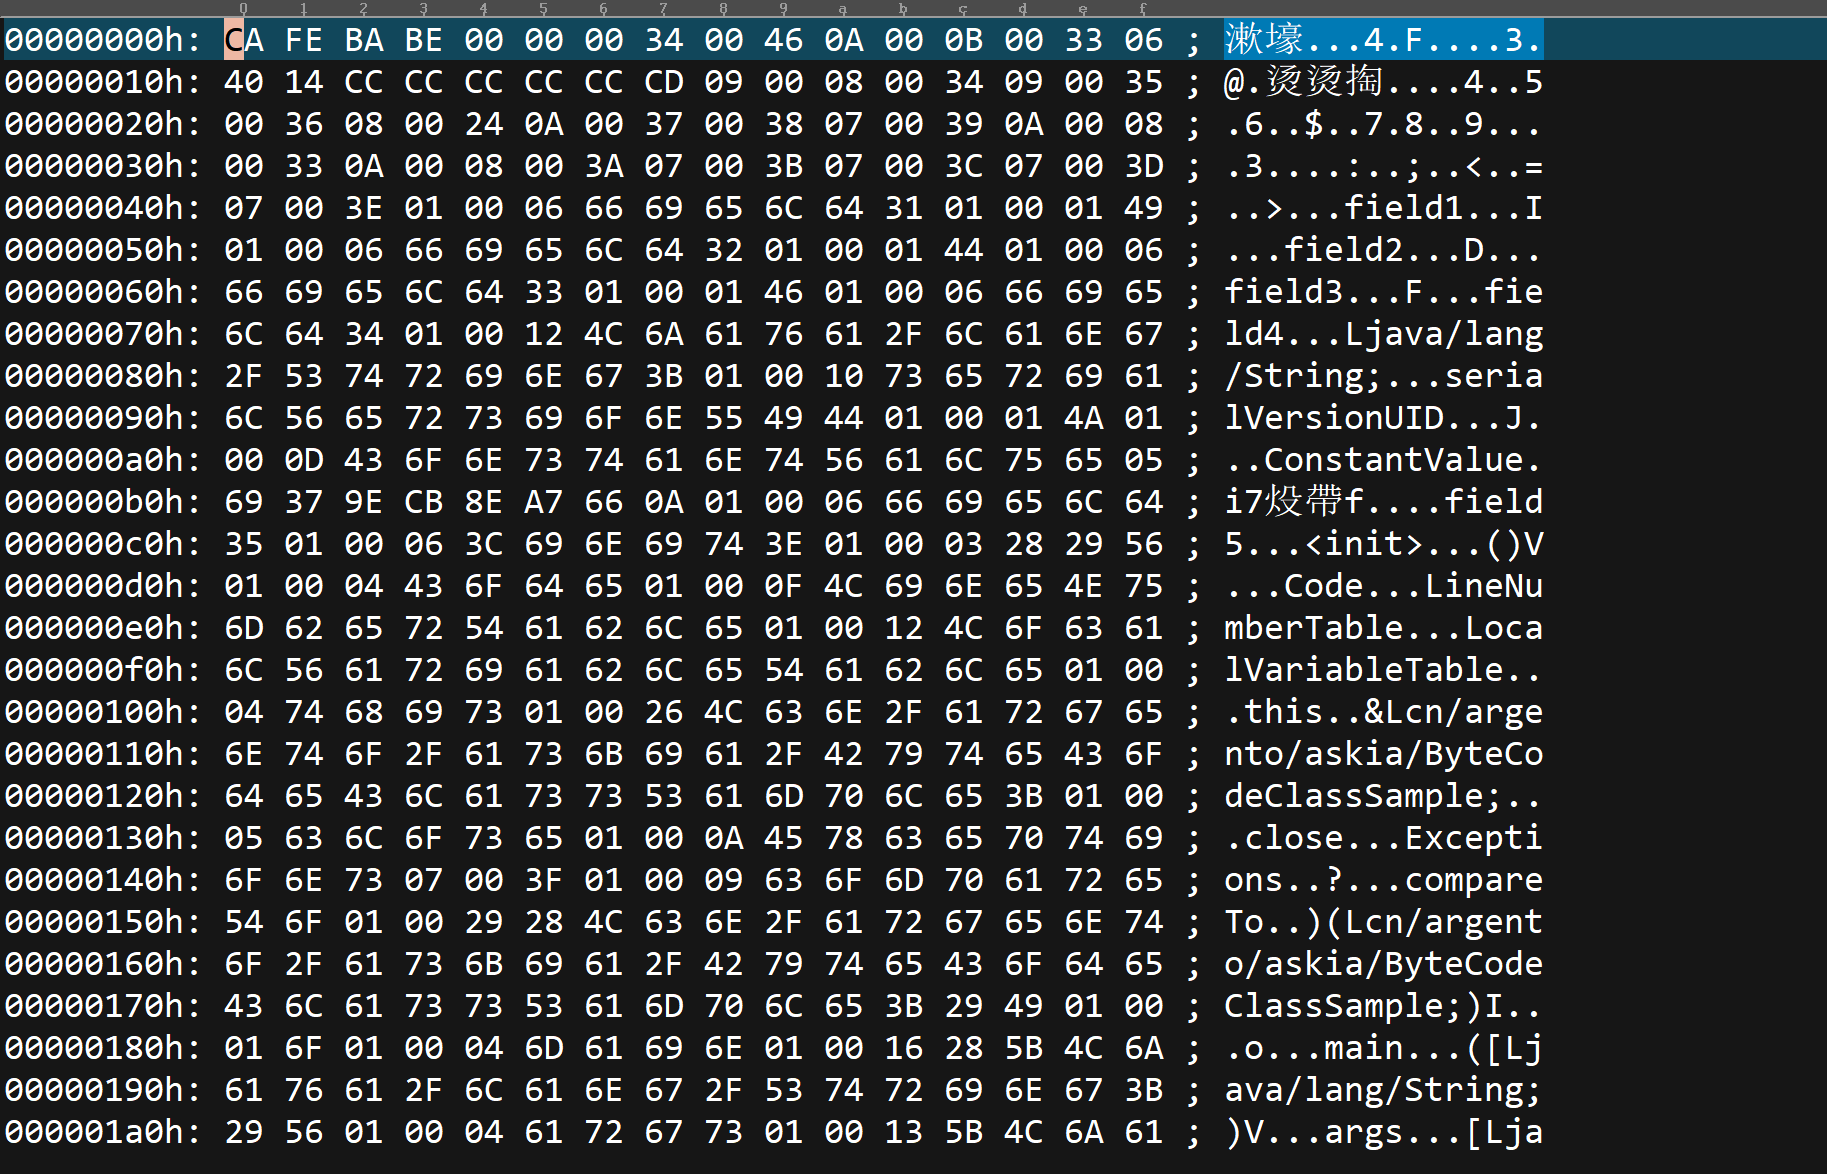 0 1 2 3 4 5 6 7 8 9 a b c d e f
00000000h: CA FE BA BE 00 00 00 34 00 46 0A 00 0B 00 33 06 ; 漱壕...4.F....3.
00000010h: 40 14 CC CC CC CC CC CD 09 00 08 00 34 09 00 35 ; @.烫烫掏....4..5
00000020h: 00 36 08 00 24 0A 00 37 00 38 07 00 39 0A 00 08 ; .6..$..7.8..9...
00000030h: 00 33 0A 00 08 00 3A 07 00 3B 07 00 3C 07 00 3D ; .3....:..;..<..=
00000040h: 07 00 3E 01 00 06 66 69 65 6C 64 31 01 00 01 49 ; ..>...field1...I
00000050h: 01 00 06 66 69 65 6C 64 32 01 00 01 44 01 00 06 ; ...field2...D...
00000060h: 66 69 65 6C 64 33 01 00 01 46 01 00 06 66 69 65 ; field3...F...fie
00000070h: 6C 64 34 01 00 12 4C 6A 61 76 61 2F 6C 61 6E 67 ; ld4...Ljava/lang
00000080h: 2F 53 74 72 69 6E 67 3B 01 00 10 73 65 72 69 61 ; /String;...seria
00000090h: 6C 56 65 72 73 69 6F 6E 55 49 44 01 00 01 4A 01 ; lVersionUID...J.
000000a0h: 00 0D 43 6F 6E 73 74 61 6E 74 56 61 6C 75 65 05 ; ..ConstantValue.
000000b0h: 69 37 9E CB 8E A7 66 0A 01 00 06 66 69 65 6C 64 ; i7炈帶f....field
000000c0h: 35 01 00 06 3C 69 6E 69 74 3E 01 00 03 28 29 56 ; 5...<init>...()V
000000d0h: 01 00 04 43 6F 64 65 01 00 0F 4C 69 6E 65 4E 75 ; ...Code...LineNu
000000e0h: 6D 62 65 72 54 61 62 6C 65 01 00 12 4C 6F 63 61 ; mberTable...Loca
000000f0h: 6C 56 61 72 69 61 62 6C 65 54 61 62 6C 65 01 00 ; lVariableTable..
00000100h: 04 74 68 69 73 01 00 26 4C 63 6E 2F 61 72 67 65 ; .this..&Lcn/arge
00000110h: 6E 74 6F 2F 61 73 6B 69 61 2F 42 79 74 65 43 6F ; nto/askia/ByteCo
00000120h: 64 65 43 6C 61 73 73 53 61 6D 70 6C 65 3B 01 00 ; deClassSample;..
00000130h: 05 63 6C 6F 73 65 01 00 0A 45 78 63 65 70 74 69 ; .close...Excepti
00000140h: 6F 6E 73 07 00 3F 01 00 09 63 6F 6D 70 61 72 65 ; ons..?...compare
00000150h: 54 6F 01 00 29 28 4C 63 6E 2F 61 72 67 65 6E 74 ; To..)(Lcn/argent
00000160h: 6F 2F 61 73 6B 69 61 2F 42 79 74 65 43 6F 64 65 ; o/askia/ByteCode
00000170h: 43 6C 61 73 73 53 61 6D 70 6C 65 3B 29 49 01 00 ; ClassSample;)I..
00000180h: 01 6F 01 00 04 6D 61 69 6E 01 00 16 28 5B 4C 6A ; .o...main...([Lj
00000190h: 61 76 61 2F 6C 61 6E 67 2F 53 74 72 69 6E 67 3B ; ava/lang/String;
000001a0h: 29 56 01 00 04 61 72 67 73 01 00 13 5B 4C 6A 61 ; )V...args...[Lja